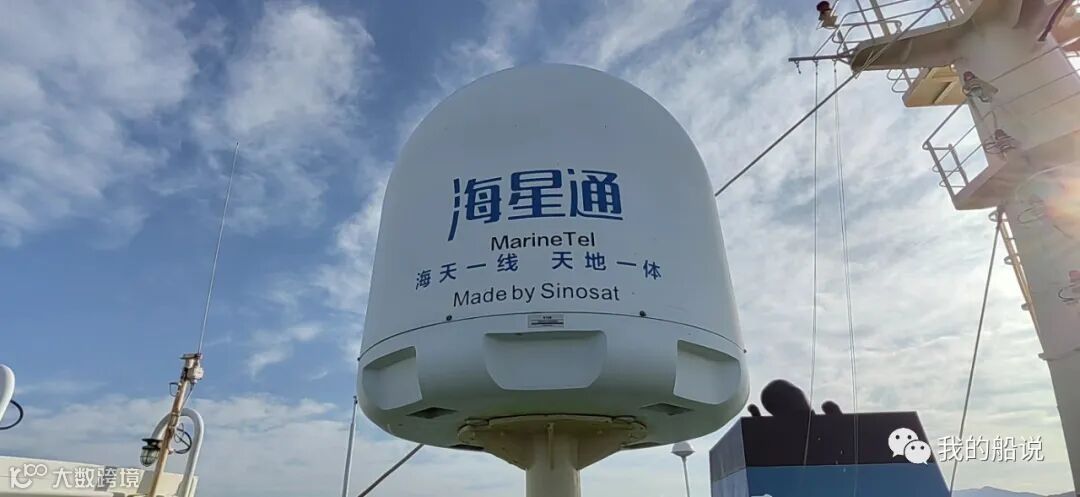 海星通
MarineTel
海天一线 天地一体
Made by Sinosat
大数跨境
我的船说